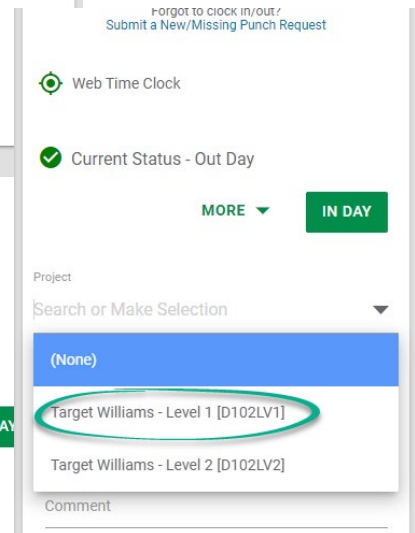 Forgot to clock in/out?
Submit a New/Missing Punch Request
Web Time Clock
Current Status - Out Day
MORE
IN DAY
Project
Search or Make Selection
(None)
Target Williams - Level 1 [D102LV1]
AY
Target Williams - Level 2 [D102LV2]
Comment